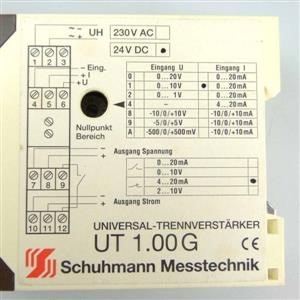 UH 230V AC
24V DC ●
1 2 3
– Eing.
+ I
+ U
4 5 6
Nullpunkt
Bereich
Eingang U Eingang I
0 0...20V 0...20mA
1 0...10V ● 0...20mA
2 0... 1V 0...20mA
4 – 4...20mA
8 -10/0/+10V -10/0/+10mA
9 -5/0/+5V -10/0/+10mA
A -500/0/+500mV -10/0/+10mA
Ausgang Spannung
7 8 9
0...20mA
0...10V
4...20mA ●
2...10V
Ausgang Strom
10 11 12
UNIVERSAL-TRENNVERSTÄRKER
UT 1.00 G CE
Schuhmann Messtechnik